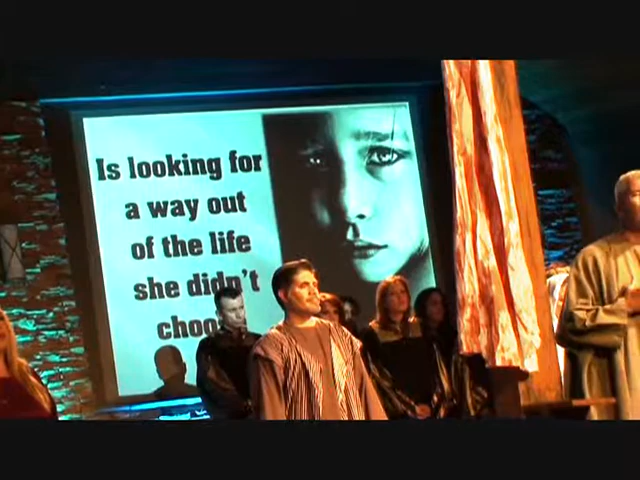 Is looking for
a way out
of the life
she didn't